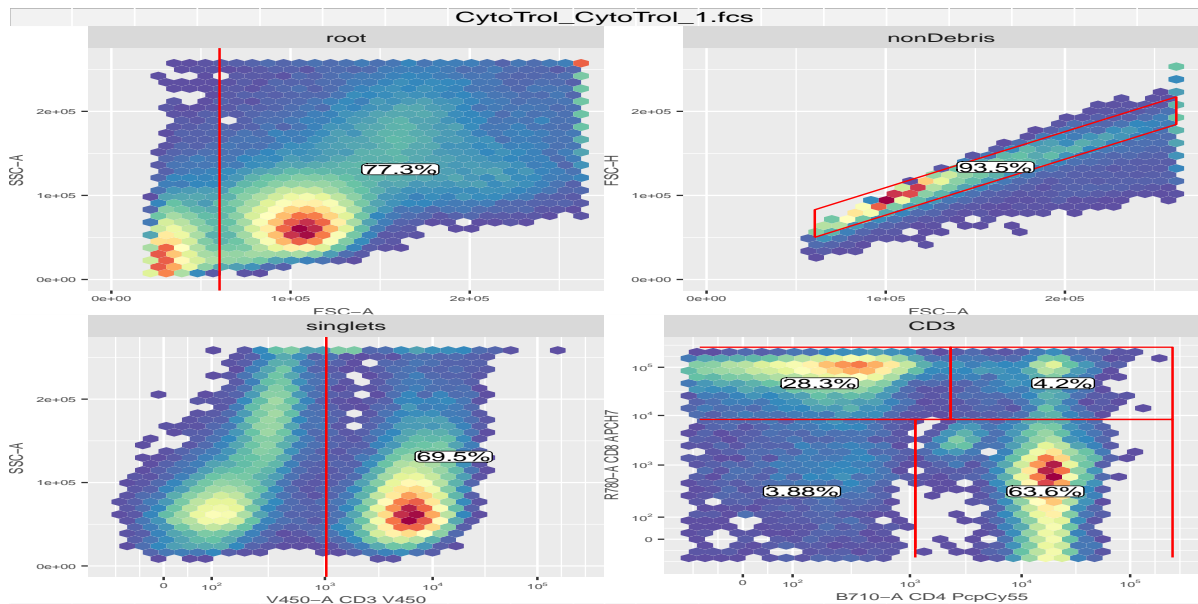 CytoTrol_CytoTrol_1.fcs
root
nonDebris
SSC-A
2e+05
1e+05
0e+00
77.3%
0e+00
1e+05
2e+05
FSC-A
FSC-H
2e+05
1e+05
0e+00
93.5%
0e+00
1e+05
2e+05
FSC-A
singlets
CD3
SSC-A
2e+05
1e+05
0e+00
69.5%
0
10²
10³
10⁴
10⁵
V450-A CD3 V450
R780-A CD8 APCH7
10⁵
10⁴
10³
10²
0
28.3%
4.2%
3.88%
63.6%
0
10²
10³
10⁴
10⁵
B710-A CD4 PcpCy55